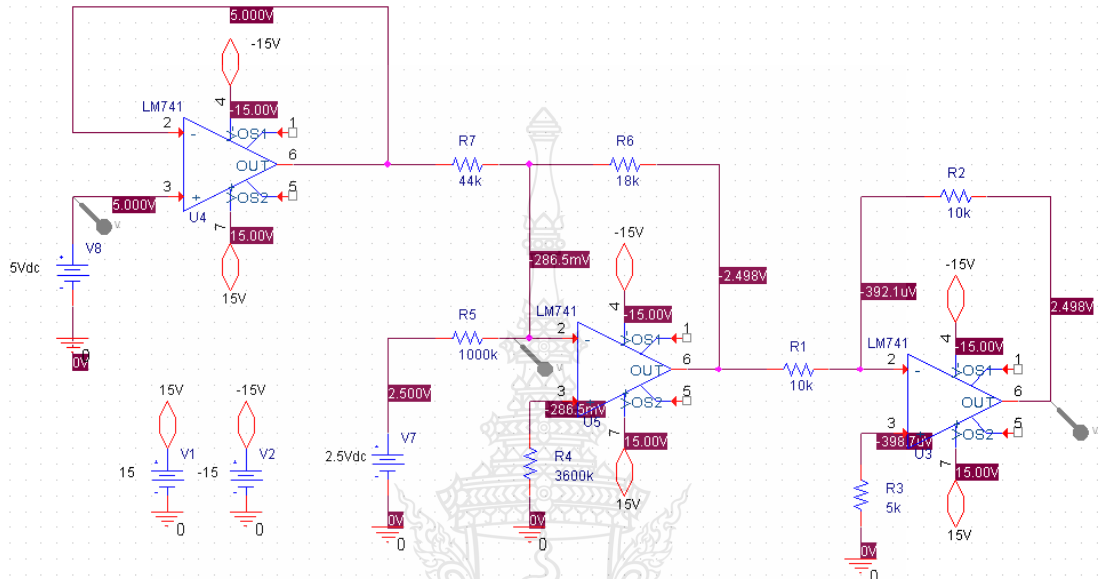 5.000V
-15V
4
-15.00V
LM741
2
-
OS1
1
V-
OUT
6
3
+
V+
OS2
5
5.000V
U4
7
15.00V
15V
V8
5Vdc
0
0V
R7
44k
R6
18k
-286.5mV
-15V
4
-15.00V
-2.498V
R5
1000k
LM741
2
-
OS1
1
OUT
6
3
-286.5mV
OS2
5
U5
7
15.00V
15V
2.500V
V7
2.5Vdc
0V
0
R4
3600k
0V
0
15V
V1
15
0
-15V
V2
-15
0
R1
10k
R2
10k
-392.1uV
2.498V
-15V
4
-15.00V
LM741
2
-
OS1
1
OUT
6
3
-398.7uV
OS2
5
U3
7
15.00V
15V
R3
5k
0V
0